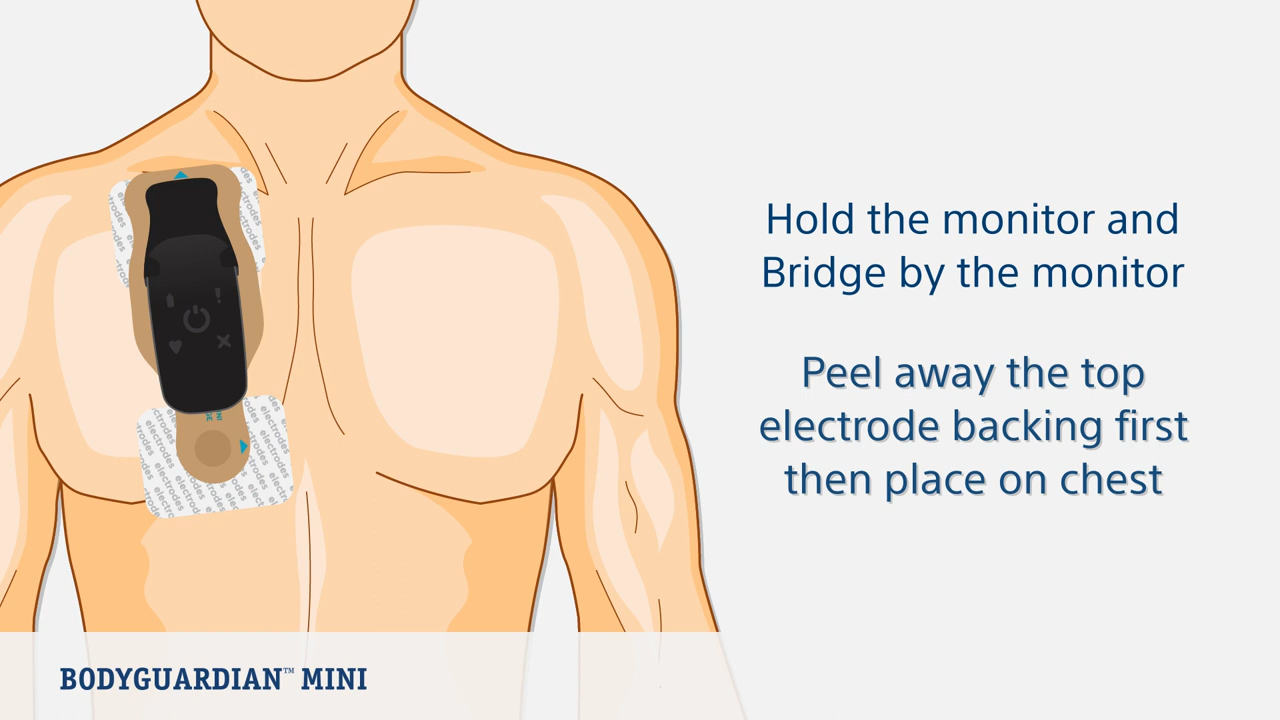 Hold the monitor and
Bridge by the monitor
Peel away the top
electrode backing first
then place on chest
BODYGUARDIAN™ MINI